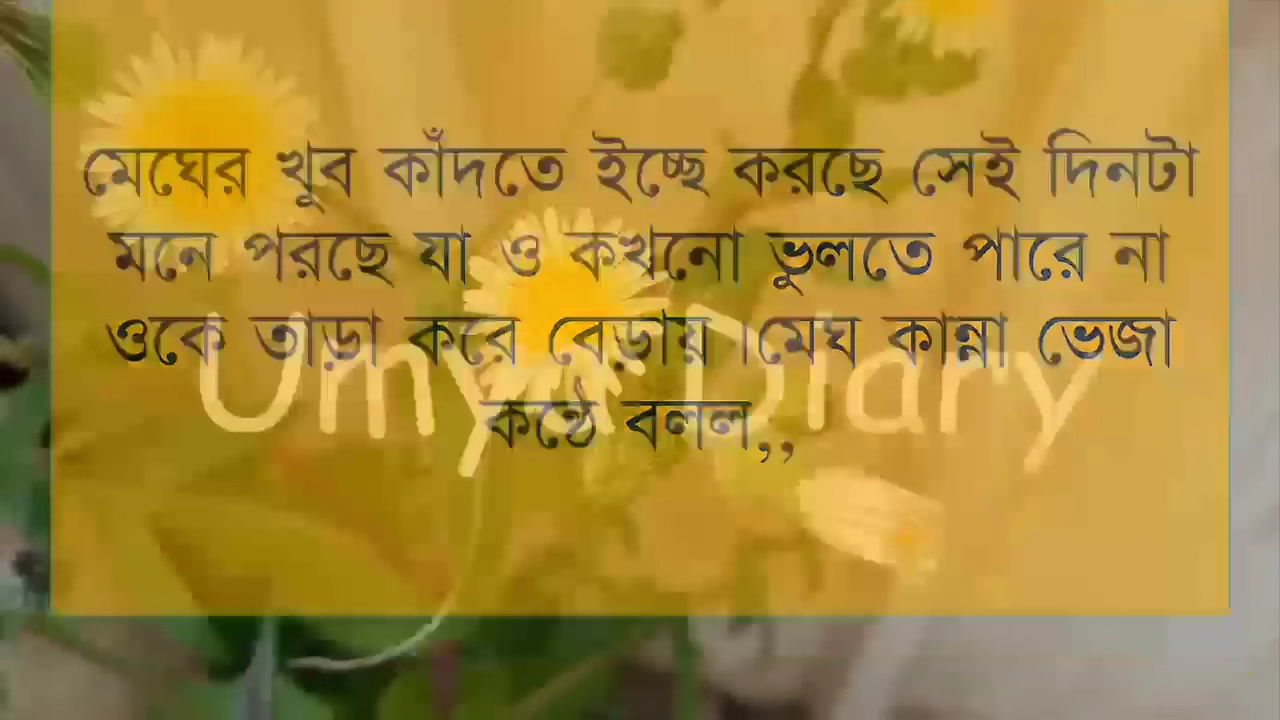 মেঘের খুব কাঁদতে ইচ্ছে করছে সেই দিনটা
মনে পরছে যা ও কখনো ভুলতে পারে না
ওকে তাড়া করে বেড়ায় ।মেঘ কান্না ভেজা
কন্ঠে বলল,,
Umya Diary